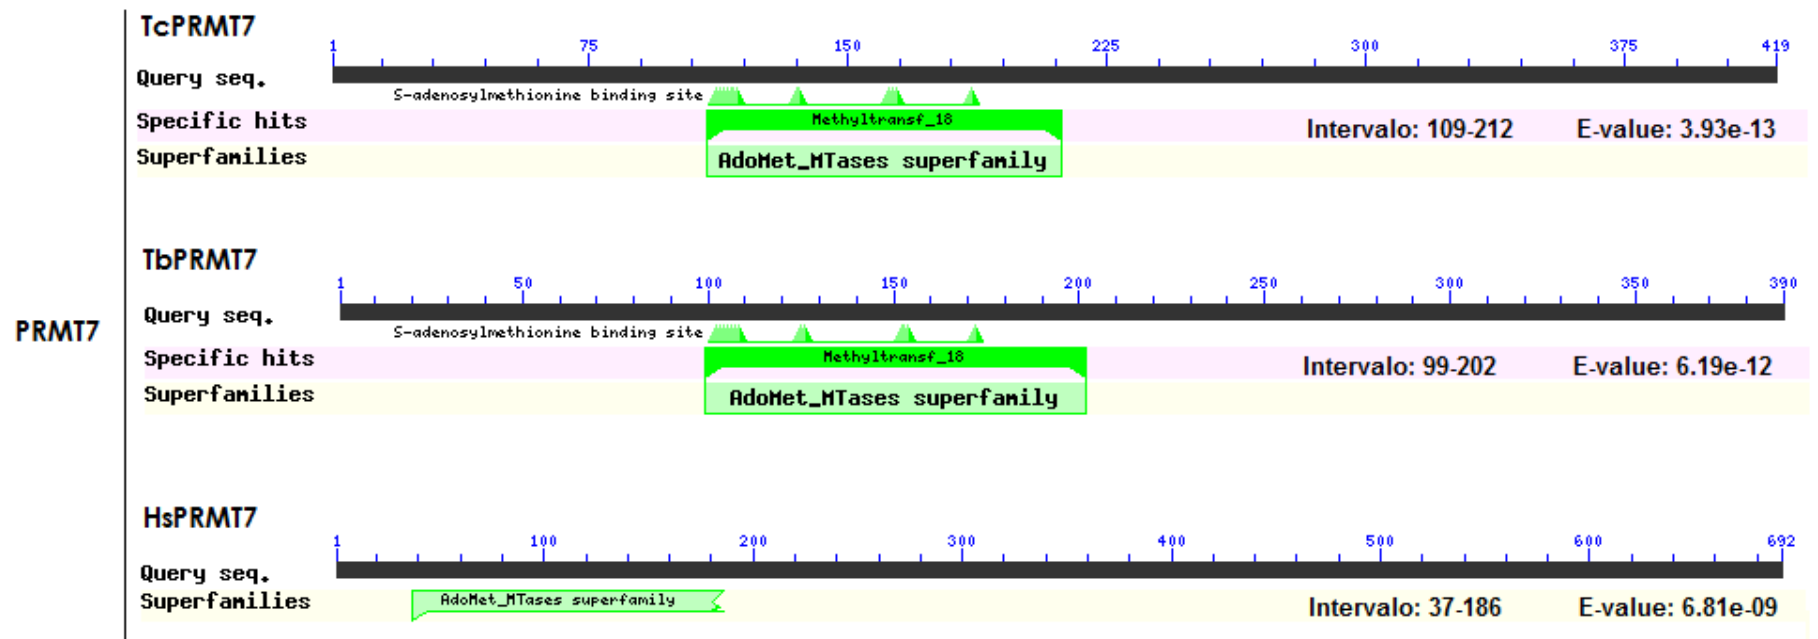 TcPRMT7
1 75 150 225 300 375 419
Query seq.
S-adenosylmethionine binding site
Specific hits Methyltransf_18 Intervalo: 109-212 E-value: 3.93e-13
Superfamilies AdoMet_MTases superfamily
TbPRMT7
1 50 100 150 200 250 300 350 390
Query seq.
PRMT7
S-adenosylmethionine binding site
Specific hits Methyltransf_18 Intervalo: 99-202 E-value: 6.19e-12
Superfamilies AdoMet_MTases superfamily
HsPRMT7
1 100 200 300 400 500 600 692
Query seq.
Superfamilies AdoMet_MTases superfamily Intervalo: 37-186 E-value: 6.81e-09